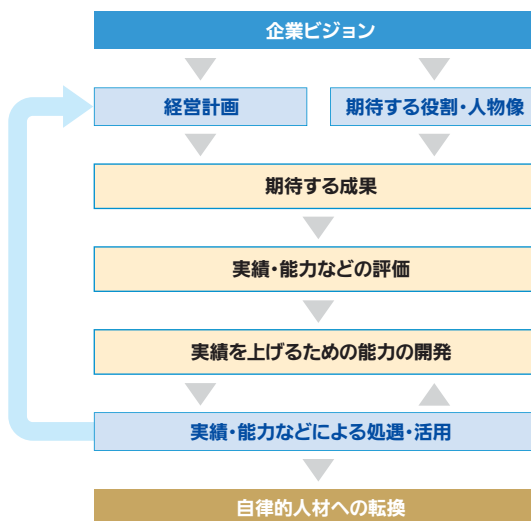 企業ビジョン
経営計画
期待する役割・人物像
期待する成果
実績・能力などの評価
実績を上げるための能力の開発
実績・能力などによる処遇・活用
自律的人材への転換